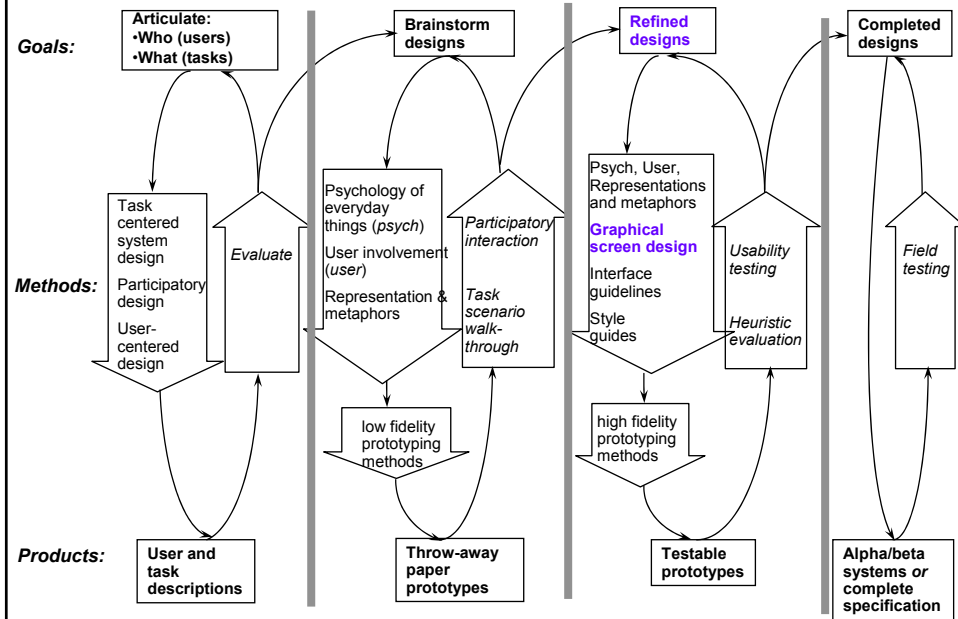 Goals:
Articulate:
•Who (users)
•What (tasks)
Brainstorm
designs
Refined
designs
Completed
designs
Methods:
Task
centered
system
design
Participatory
design
User-
centered
design
Evaluate
Psychology of
everyday
things (psych)
User involvement
(user)
Representation &
metaphors
low fidelity
prototyping
methods
Participatory
interaction
Task
scenario
walk-
through
Psych, User,
Representations
and metaphors
Graphical
screen design
Interface
guidelines
Style
guides
high fidelity
prototyping
methods
Usability
testing
Heuristic
evaluation
Field
testing
Products:
User and
task
descriptions
Throw-away
paper
prototypes
Testable
prototypes
Alpha/beta
systems or
complete
specification